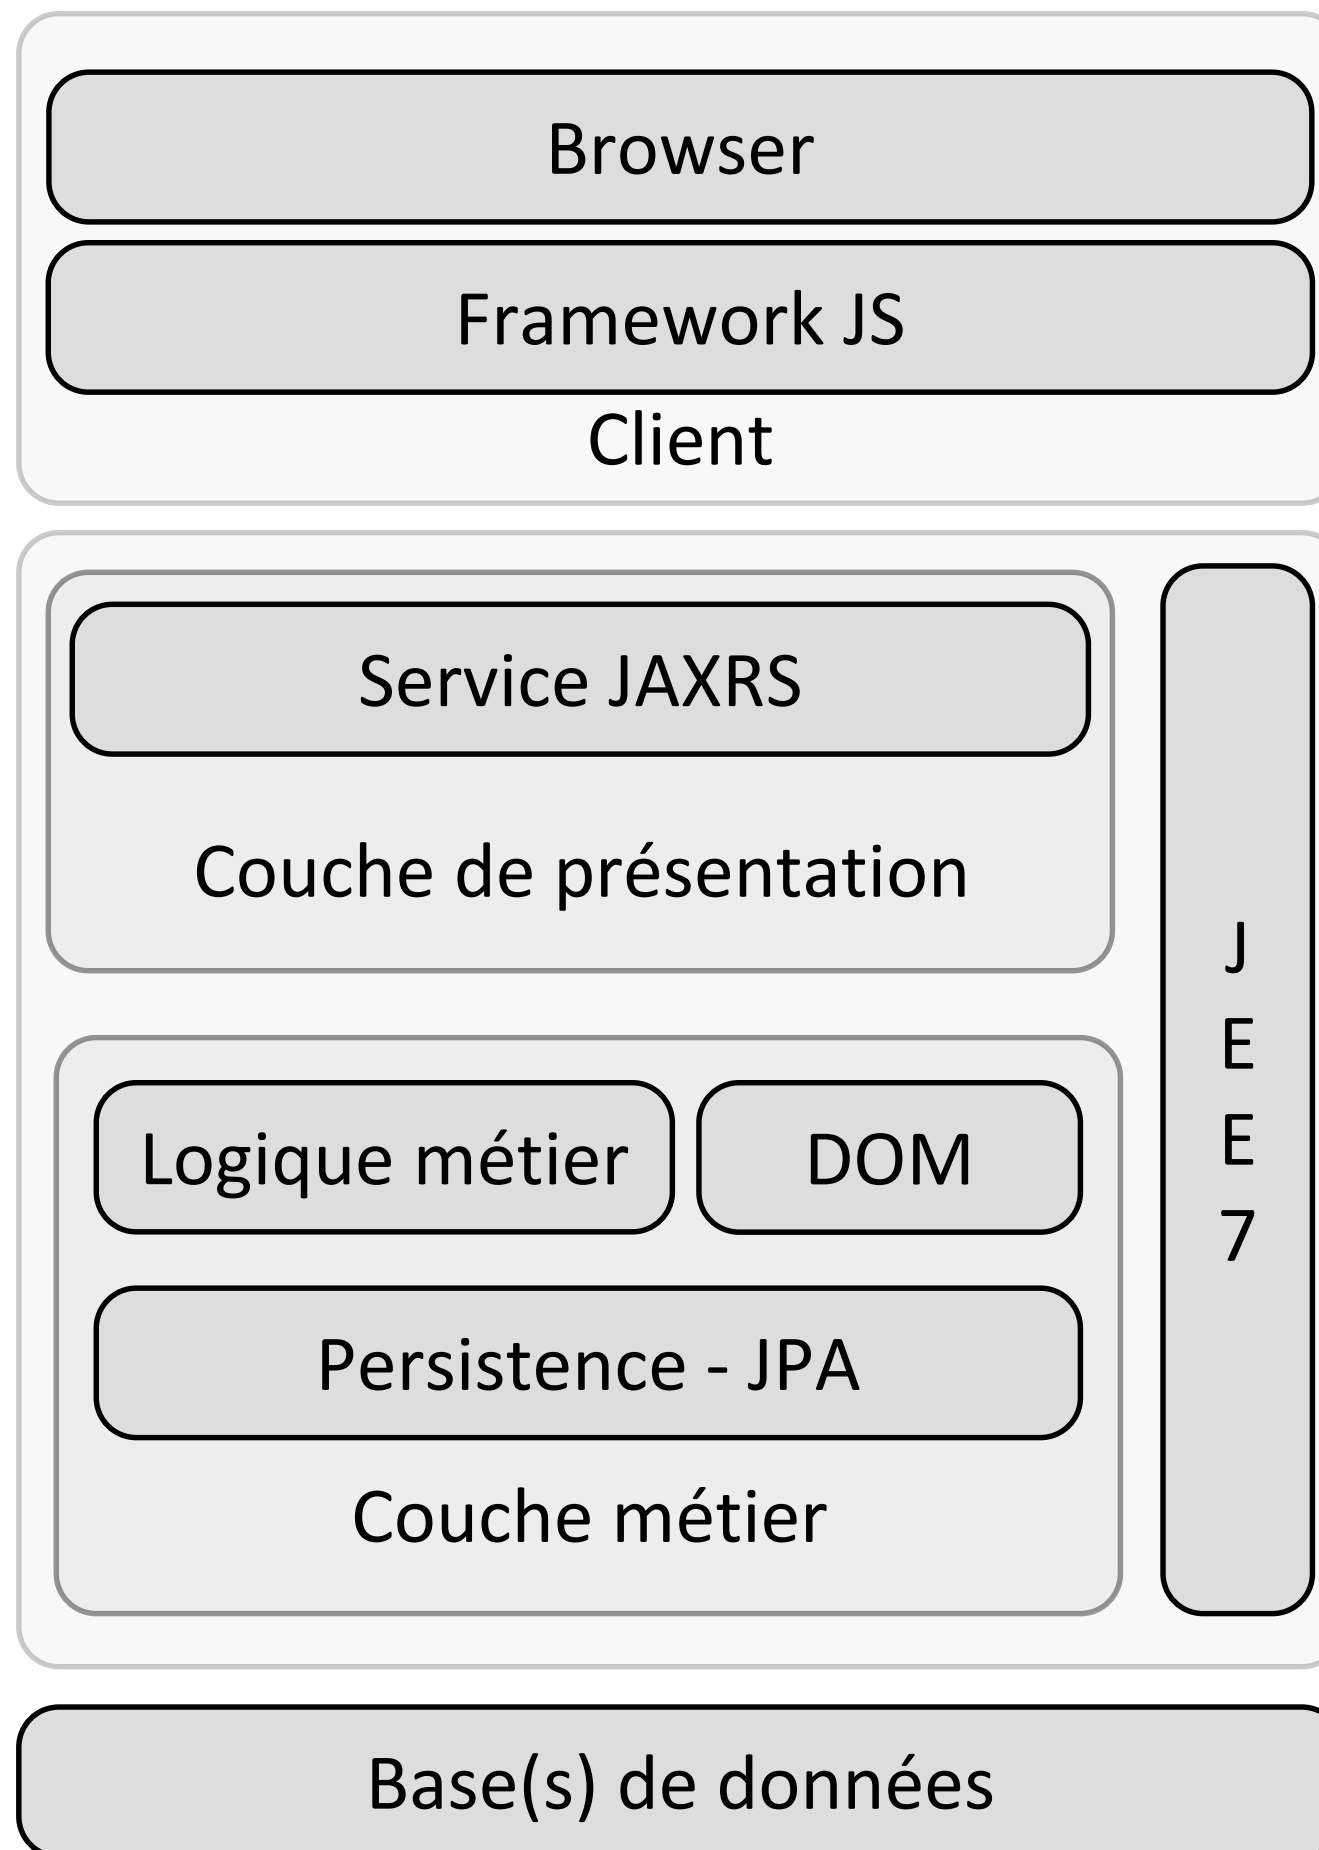 Browser
Framework JS
Client
Service JAXRS
Couche de présentation
J
E
E
7
Logique métier
DOM
Persistence - JPA
Couche métier
Base(s) de données